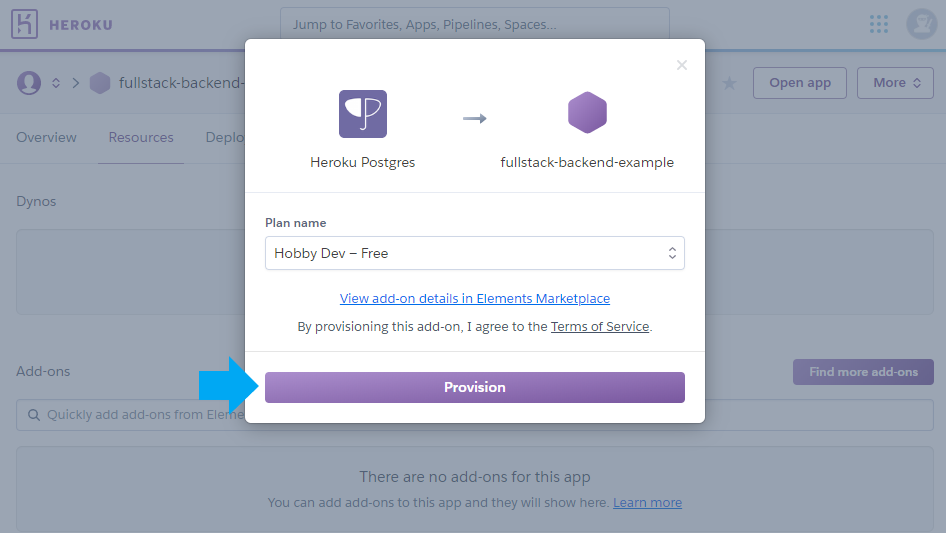 HEROKU
Jump to Favorites, Apps, Pipelines, Spaces...
fullstack-backend-
Open app
More
Overview
Resources
Deplo
Heroku Postgres
fullstack-backend-example
Dynos
Plan name
Hobby Dev – Free
View add-on details in Elements Marketplace
By provisioning this add-on, I agree to the Terms of Service.
Add-ons
Find more add-ons
Provision
Quickly add add-ons from Eleme
There are no add-ons for this app
You can add add-ons to this app and they will show here. Learn more